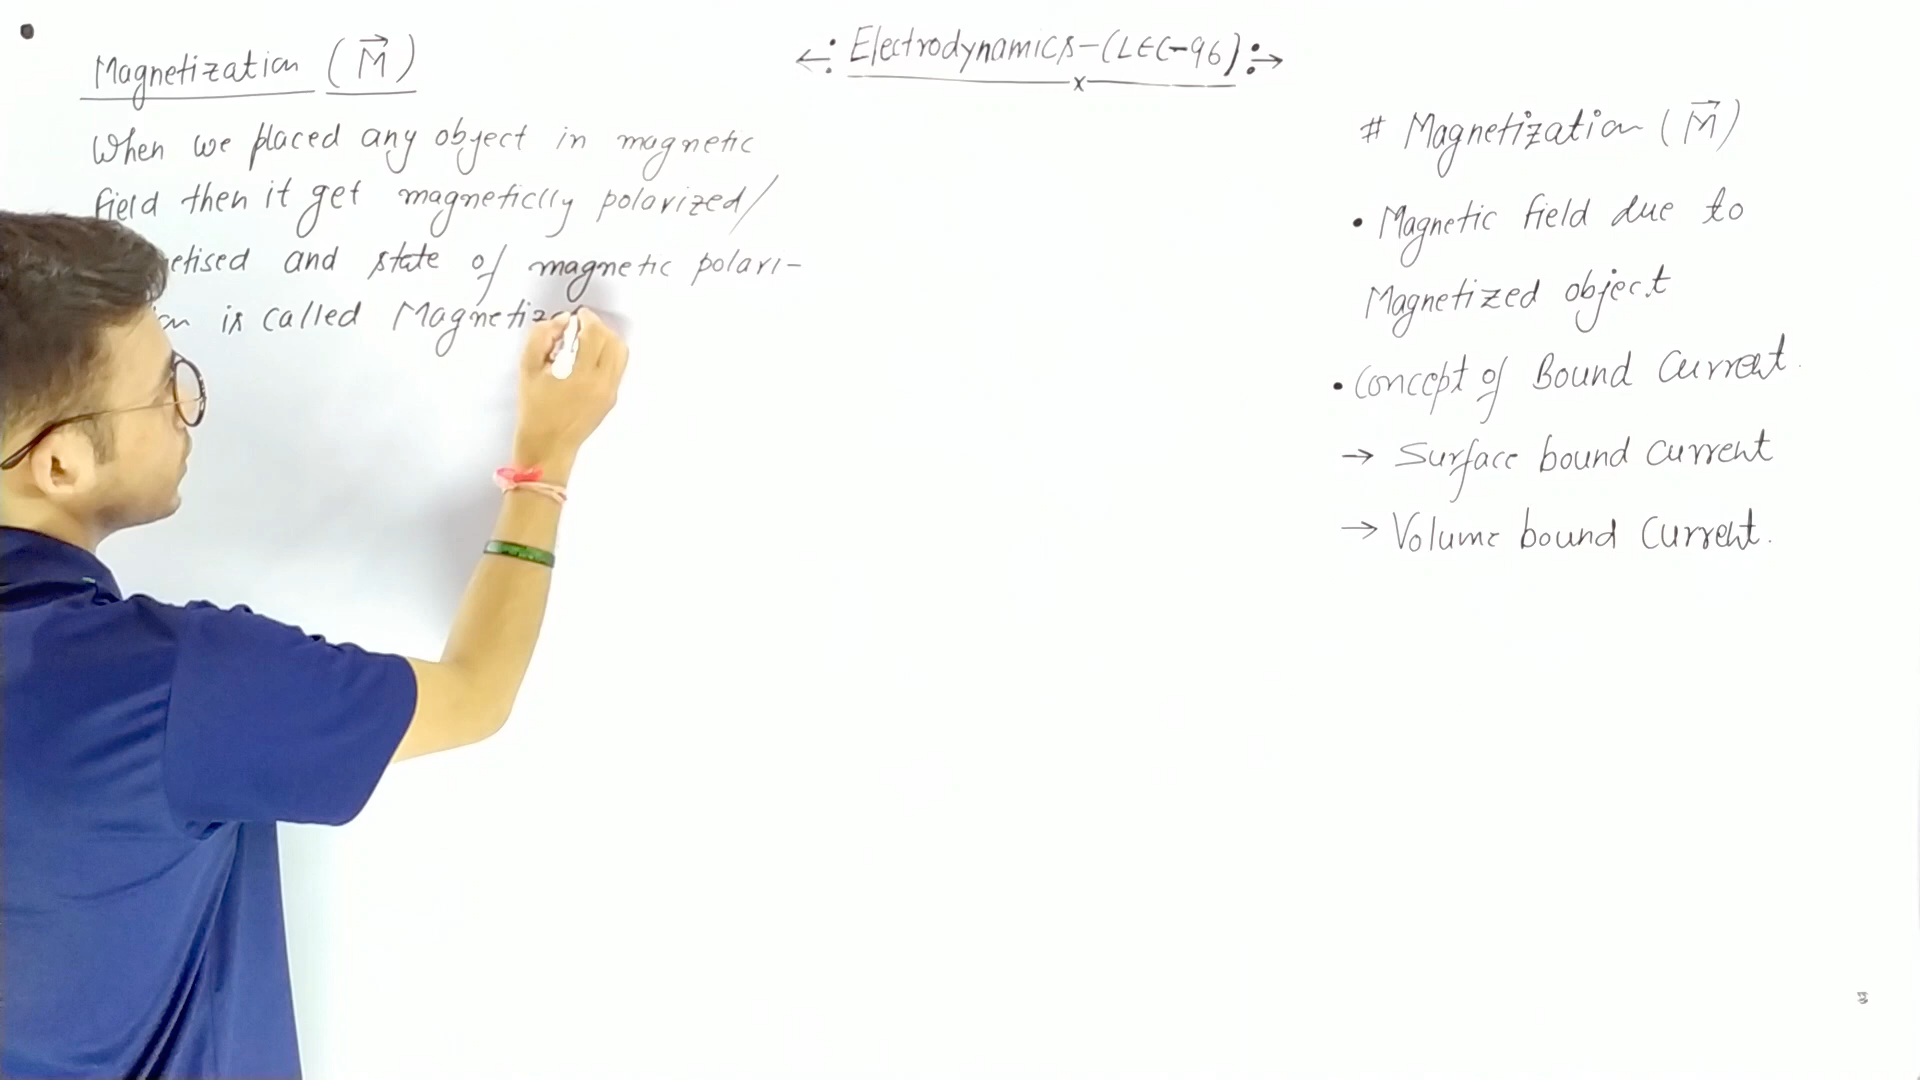 Magnetization (M⃗)
When we placed any object in magnetic
field then it get magneticlly polarized/
etised and state of magnetic polari-
is called Magnetiz
Electrodynamics-(LEC-96)
# Magnetization (M⃗)
• Magnetic field due to
Magnetized object
• Concept of Bound Current.
→ Surface bound current
→ Volume bound Current.